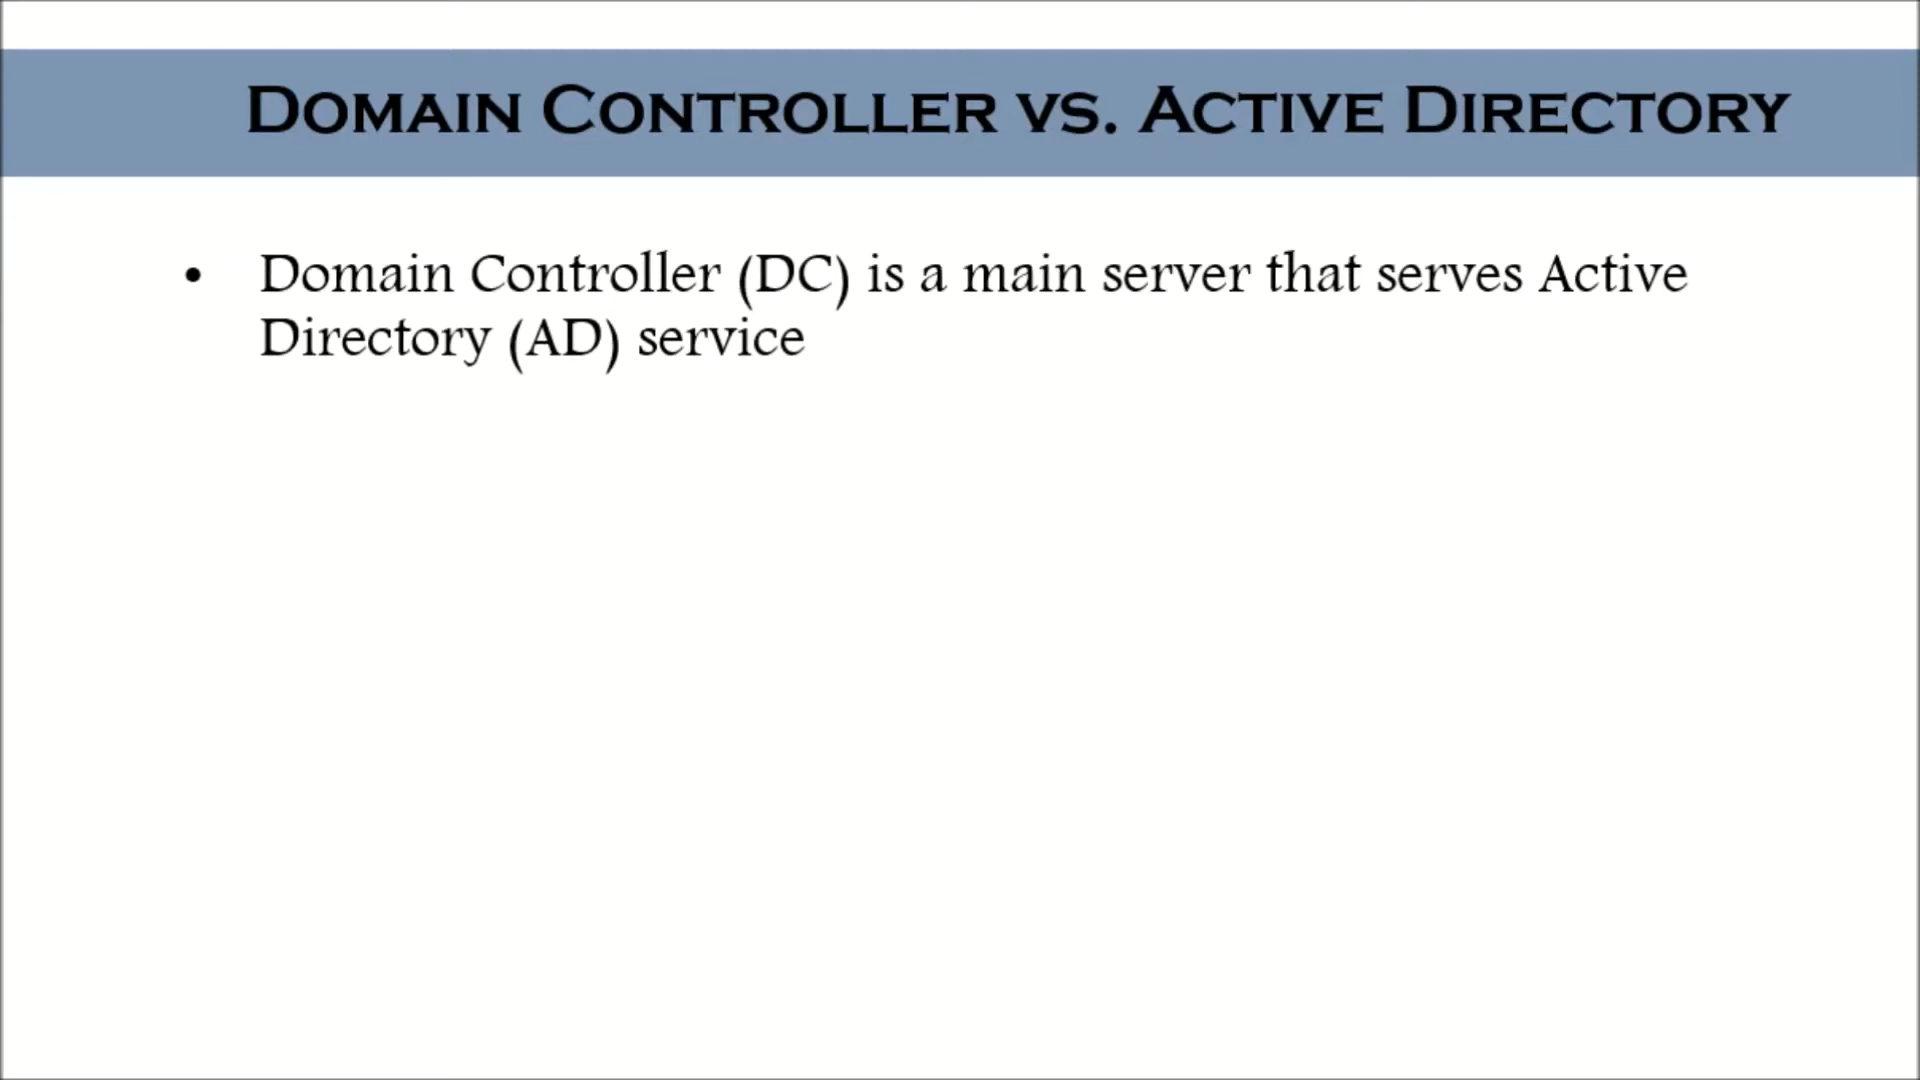 DOMAIN CONTROLLER VS. ACTIVE DIRECTORY
• Domain Controller (DC) is a main server that serves Active
Directory (AD) service